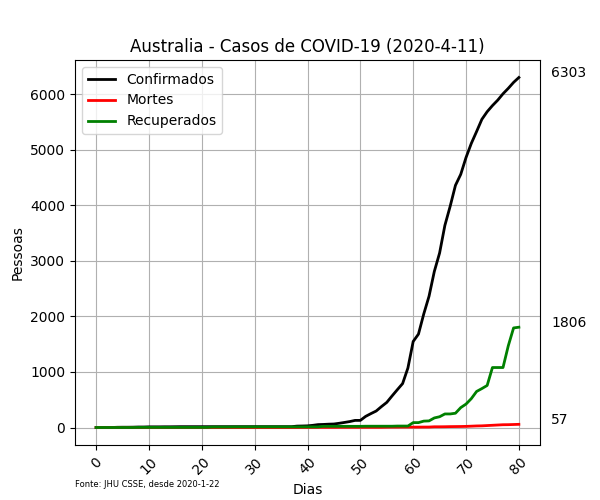 Australia - Casos de COVID-19 (2020-4-11)
Confirmados
Mortes
Recuperados
6303
1806
57
6000
5000
4000
3000
2000
1000
0
Pessoas
0 10 20 30 40 50 60 70 80
Dias
Fonte: JHU CSSE, desde 2020-1-22